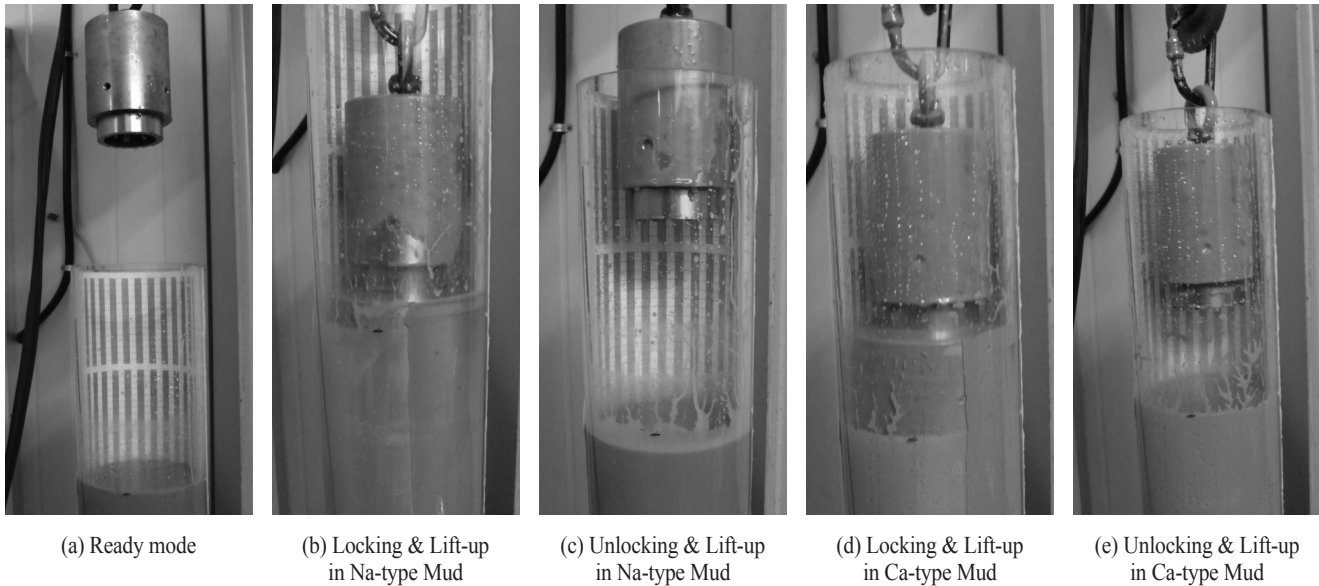 (a) Ready mode
(b) Locking & Lift-up
in Na-type Mud
(c) Unlocking & Lift-up
in Na-type Mud
(d) Locking & Lift-up
in Ca-type Mud
(e) Unlocking & Lift-up
in Ca-type Mud